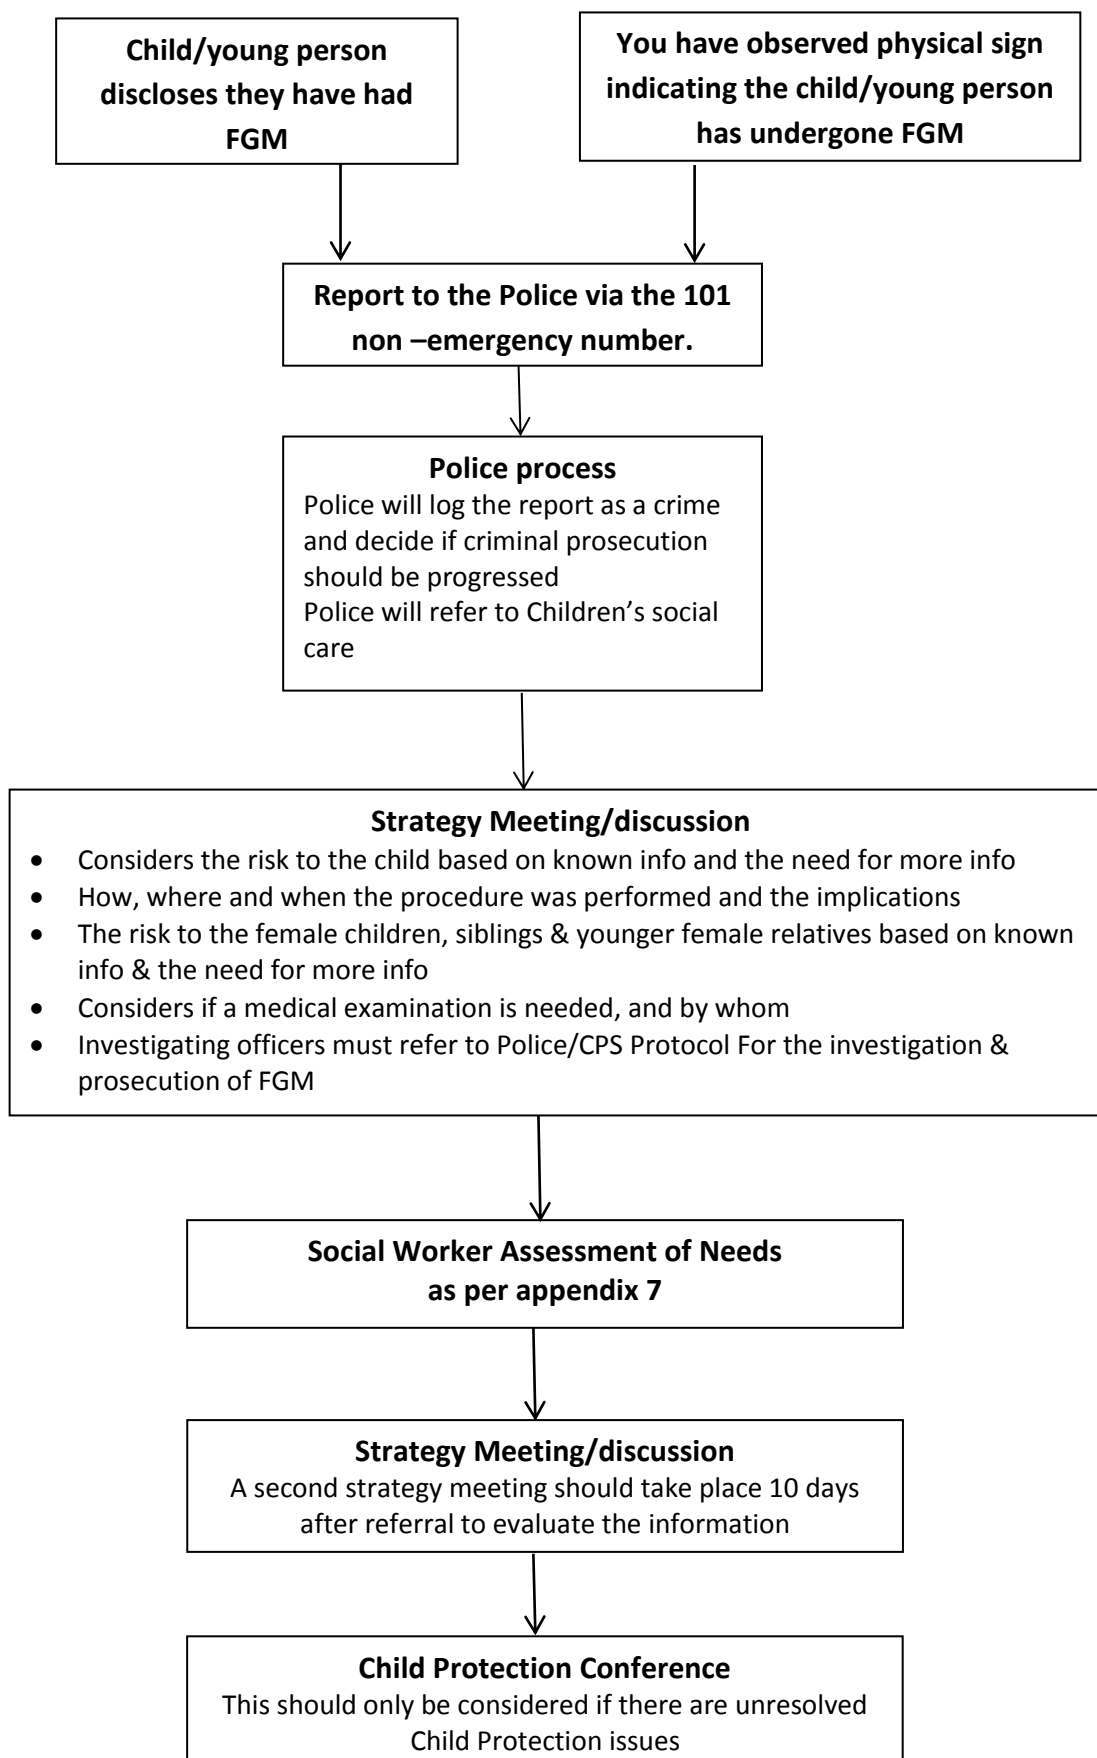 Child/young person
discloses they have had
FGM
You have observed physical sign
indicating the child/young person
has undergone FGM
Report to the Police via the 101
non –emergency number.
Police process
Police will log the report as a crime
and decide if criminal prosecution
should be progressed
Police will refer to Children’s social
care
Strategy Meeting/discussion
• Considers the risk to the child based on known info and the need for more info
• How, where and when the procedure was performed and the implications
• The risk to the female children, siblings & younger female relatives based on known
info & the need for more info
• Considers if a medical examination is needed, and by whom
• Investigating officers must refer to Police/CPS Protocol For the investigation &
prosecution of FGM
Social Worker Assessment of Needs
as per appendix 7
Strategy Meeting/discussion
A second strategy meeting should take place 10 days
after referral to evaluate the information
Child Protection Conference
This should only be considered if there are unresolved
Child Protection issues